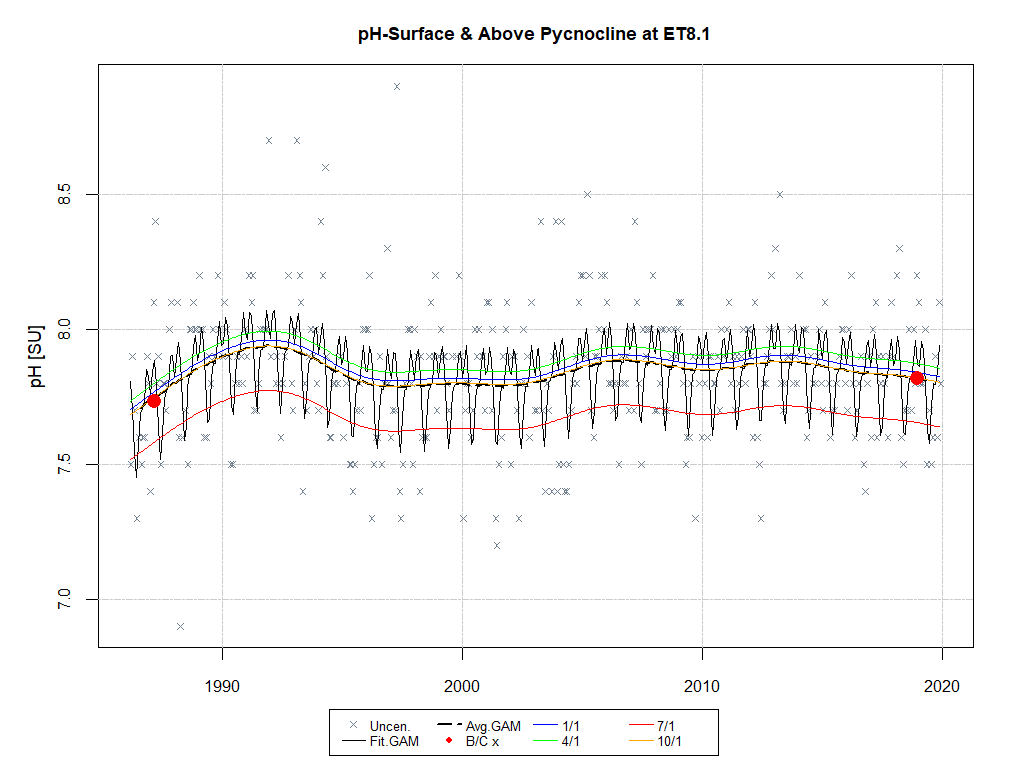 pH-Surface & Above Pycnocline at ET8.1
pH [SU]
8.5
8.0
7.5
7.0
1990 2000 2010 2020
Uncen. Avg.GAM 1/1 7/1
Fit.GAM B/C x 4/1 10/1